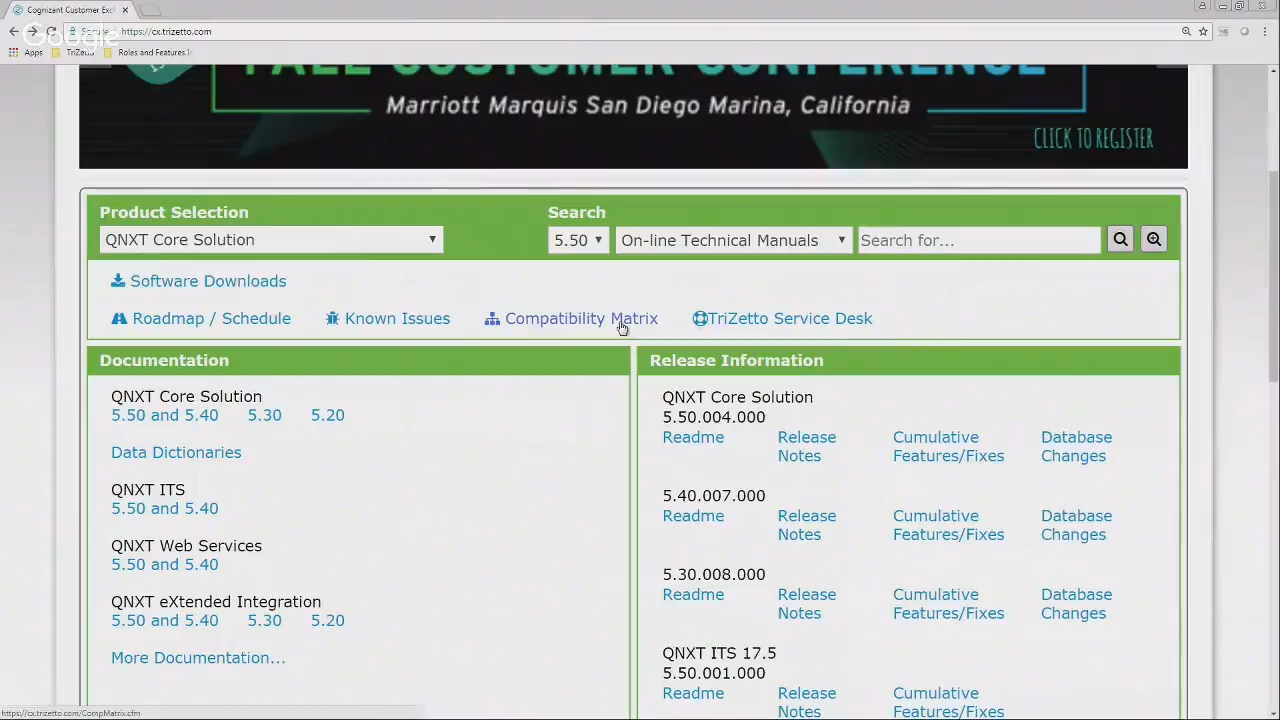 Cognizant Customer Exc
Google
https://cx.trizetto.com
Apps
Roles and Features I
FALL CUSTOMER CONFERENCE
Marriott Marquis San Diego Marina, California
CLICK TO REGISTER
Product Selection
Search
QNXT Core Solution
5.50
On-line Technical Manuals
Search for...
Software Downloads
Roadmap / Schedule
Known Issues
Compatibility Matrix
TriZetto Service Desk
Documentation
QNXT Core Solution
5.50 and 5.40 5.30 5.20
Data Dictionaries
QNXT ITS
5.50 and 5.40
QNXT Web Services
5.50 and 5.40
QNXT eXtended Integration
5.50 and 5.40 5.30 5.20
More Documentation...
Release Information
QNXT Core Solution
5.50.004.000
Readme
Release
Notes
Cumulative
Features/Fixes
Database
Changes
5.40.007.000
Readme
Release
Notes
Cumulative
Features/Fixes
Database
Changes
5.30.008.000
Readme
Release
Notes
Cumulative
Features/Fixes
Database
Changes
QNXT ITS 17.5
5.50.001.000
Readme
Release
Notes
Cumulative
Features/Fixes
https://cx.trizetto.com/CompMatrix.cfm